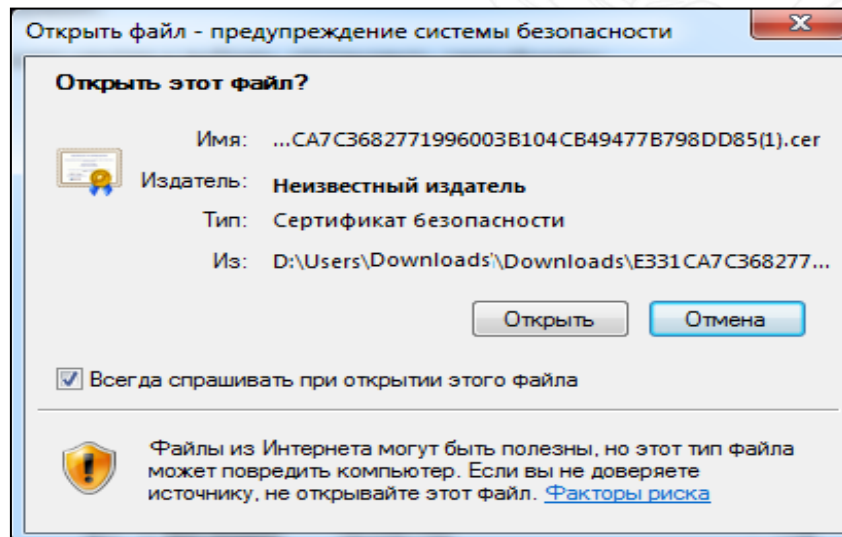 Открыть файл - предупреждение системы безопасности
Открыть этот файл?
Имя: ...CA7C3682771996003B104CB49477B798DD85(1).cer
Издатель: Неизвестный издатель
Тип: Сертификат безопасности
Из: D:\Users\Downloads\\Downloads\E331CA7C368277...
Открыть Отмена
Всегда спрашивать при открытии этого файла
Файлы из Интернета могут быть полезны, но этот тип файла
может повредить компьютер. Если вы не доверяете
источнику, не открывайте этот файл. Факторы риска